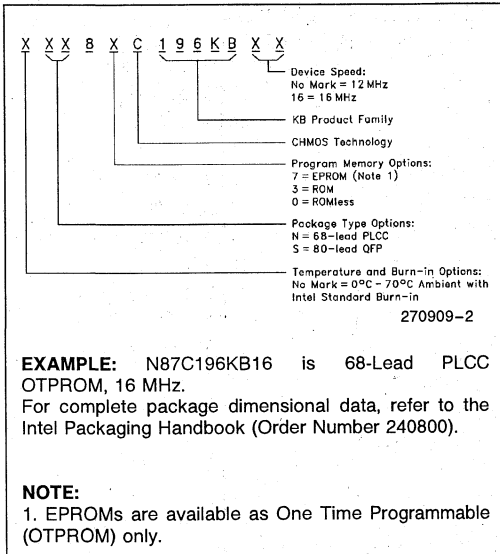 X XX 8 X C 196KB X X
Device Speed:
No Mark = 12 MHz
16 = 16 MHz
KB Product Family
CHMOS Technology
Program Memory Options:
7 = EPROM (Note 1)
3 = ROM
0 = ROMless
Package Type Options:
N = 68-lead PLCC
S = 80-lead QFP
Temperature and Burn-in Options:
No Mark = 0°C - 70°C Ambient with
Intel Standard Burn-in
270909-2
EXAMPLE: N87C196KB16 is 68-Lead PLCC
OTPROM, 16 MHz.
For complete package dimensional data, refer to the
Intel Packaging Handbook (Order Number 240800).
NOTE:
1. EPROMs are available as One Time Programmable
(OTPROM) only.